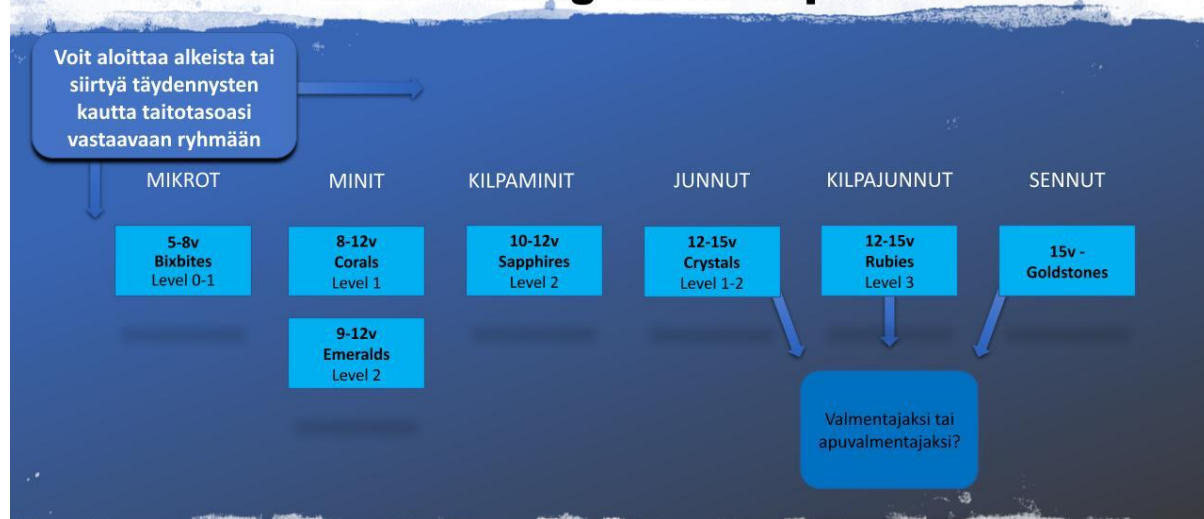 Voit aloittaa alkeista tai
siirtyä täydennysten
kautta taitotasoasi
vastaavaan ryhmään
MIKROT
MINIT
KILPAMINIT
JUNNUT
KILPAJUNNUT
SENNUT
5-8v
Bixbites
Level 0-1
8-12v
Corals
Level 1
10-12v
Sapphires
Level 2
12-15v
Crystals
Level 1-2
12-15v
Rubies
Level 3
15v -
Goldstones
9-12v
Emeralds
Level 2
Valmentajaksi tai
apuvalmentajaksi?